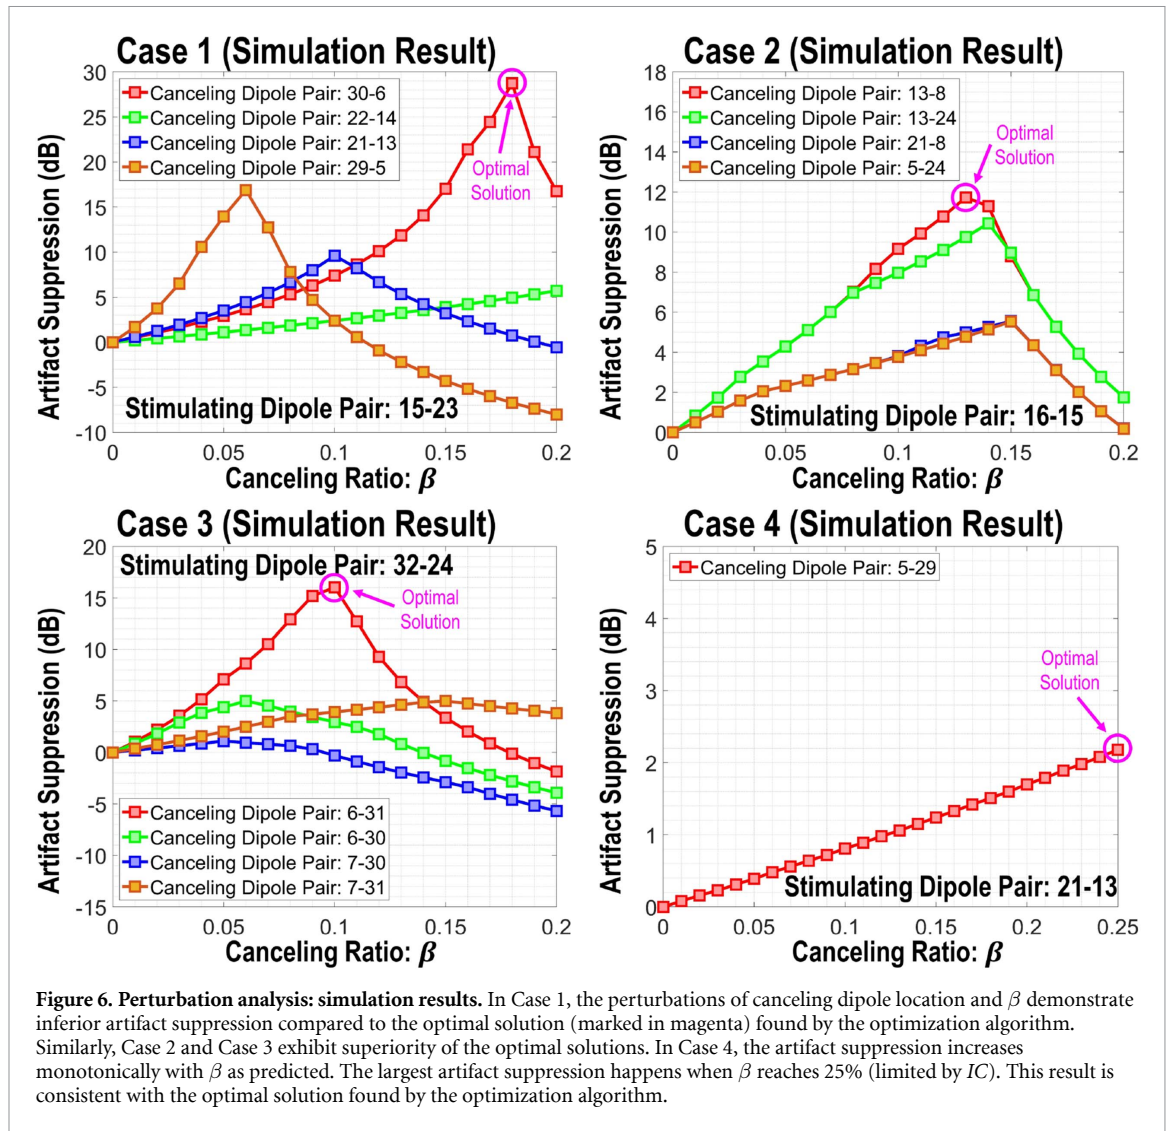 Case 1 (Simulation Result)
30
25
20
15
10
5
0
-5
-10
Artifact Suppression (dB)
Canceling Dipole Pair: 30-6
Canceling Dipole Pair: 22-14
Canceling Dipole Pair: 21-13
Canceling Dipole Pair: 29-5
Optimal
Solution
Stimulating Dipole Pair: 15-23
0
0.05
0.1
0.15
0.2
Canceling Ratio: β
Case 2 (Simulation Result)
18
16
14
12
10
8
6
4
2
0
Artifact Suppression (dB)
Canceling Dipole Pair: 13-8
Canceling Dipole Pair: 13-24
Canceling Dipole Pair: 21-8
Canceling Dipole Pair: 5-24
Optimal
Solution
Stimulating Dipole Pair: 16-15
0
0.05
0.1
0.15
0.2
Canceling Ratio: β
Case 3 (Simulation Result)
20
15
10
5
0
-5
-10
-15
Artifact Suppression (dB)
Stimulating Dipole Pair: 32-24
Optimal
Solution
Canceling Dipole Pair: 6-31
Canceling Dipole Pair: 6-30
Canceling Dipole Pair: 7-30
Canceling Dipole Pair: 7-31
0
0.05
0.1
0.15
0.2
Canceling Ratio: β
Case 4 (Simulation Result)
5
4
3
2
1
0
Artifact Suppression (dB)
Canceling Dipole Pair: 5-29
Optimal
Solution
Stimulating Dipole Pair: 21-13
0
0.05
0.1
0.15
0.2
0.25
Canceling Ratio: β
Figure 6. Perturbation analysis: simulation results. In Case 1, the perturbations of canceling dipole location and β demonstrate
inferior artifact suppression compared to the optimal solution (marked in magenta) found by the optimization algorithm.
Similarly, Case 2 and Case 3 exhibit superiority of the optimal solutions. In Case 4, the artifact suppression increases
monotonically with β as predicted. The largest artifact suppression happens when β reaches 25% (limited by IC). This result is
consistent with the optimal solution found by the optimization algorithm.